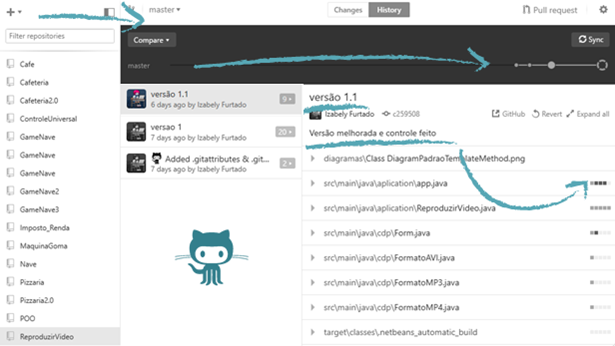 master
Changes
History
Pull request
Filter repositories
Compare
Sync
master
Cafe
Cafeteria
Cafeteria2.0
ControleUniversal
GameNave
GameNave
GameNave
GameNave2
GameNave3
Imposto_Renda
MaquinaGoma
Nave
Pizzaria
Pizzaria2.0
POO
ReproduzirVideo
versão 1.1
6 days ago by Izabely Furtado
9
versao 1
7 days ago by Izabely Furtado
20
Added .gitattributes & .git...
7 days ago by Izabely Furtado
2
versão 1.1
Izabely Furtado
c259508
GitHub
Revert
Expand all
Versão melhorada e controle feito
diagramas\Class DiagramPadraoTemplateMethod.png
src\main\java\aplication\app.java
src\main\java\aplication\ReproduzirVideo.java
src\main\java\cdp\Form.java
src\main\java\cdp\FormatoAVI.java
src\main\java\cdp\FormatoMP3.java
src\main\java\cdp\FormatoMP4.java
target\classes\.netbeans_automatic_build